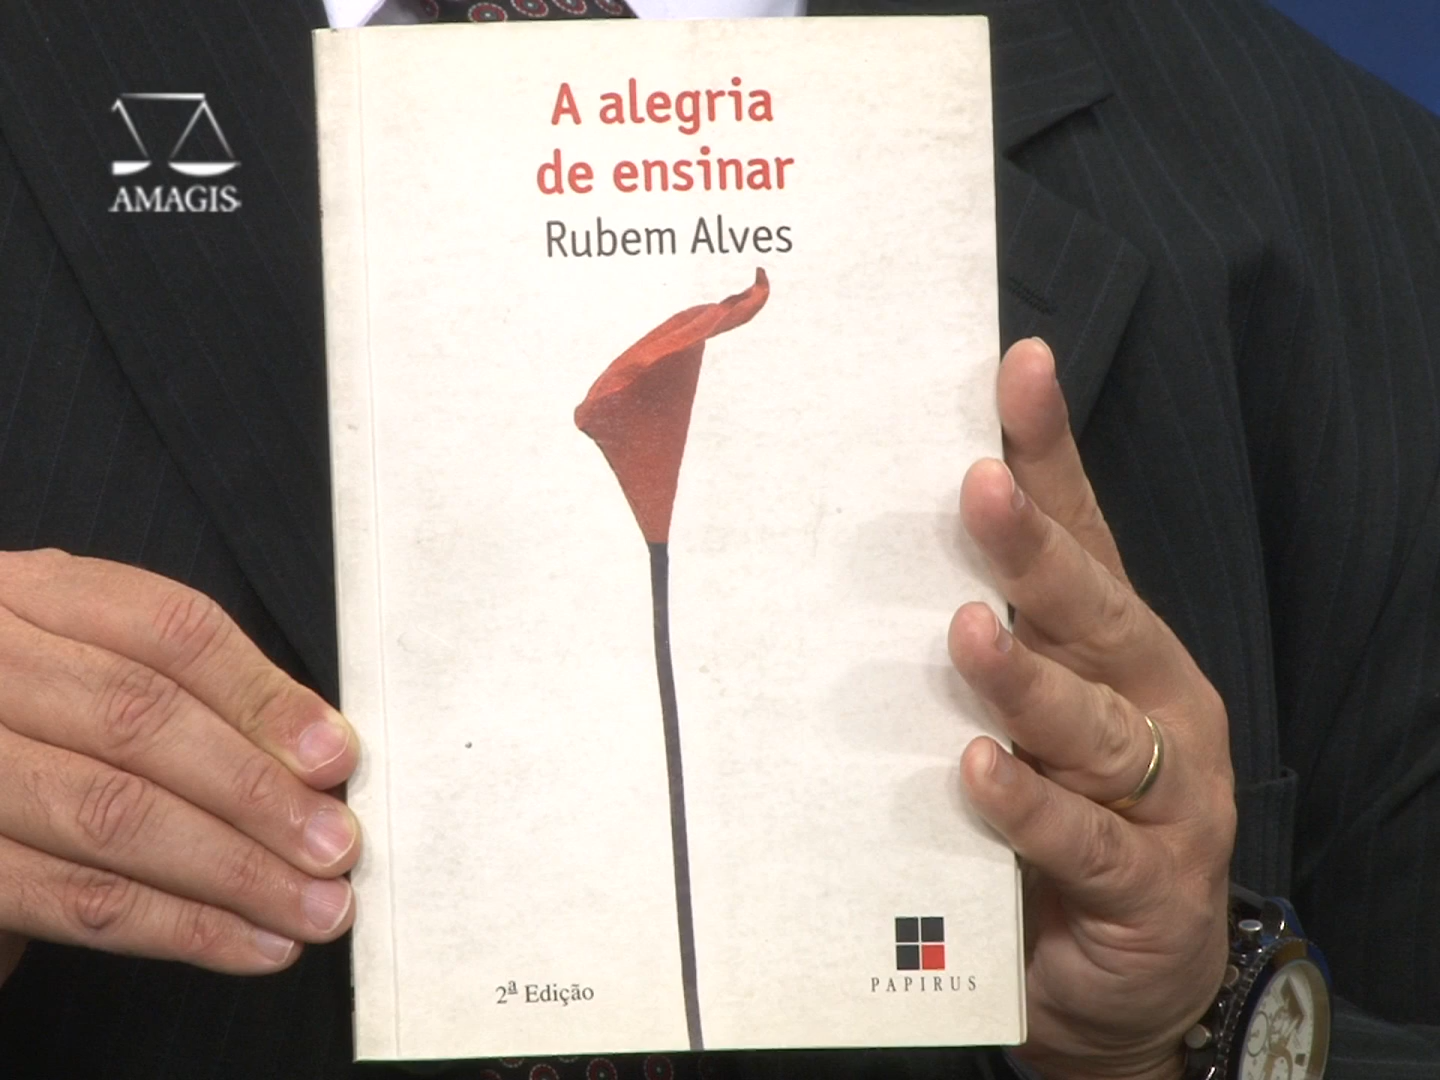 AMAGIS
A alegria
de ensinar
Rubem Alves
2ª Edição
PAPIRUS